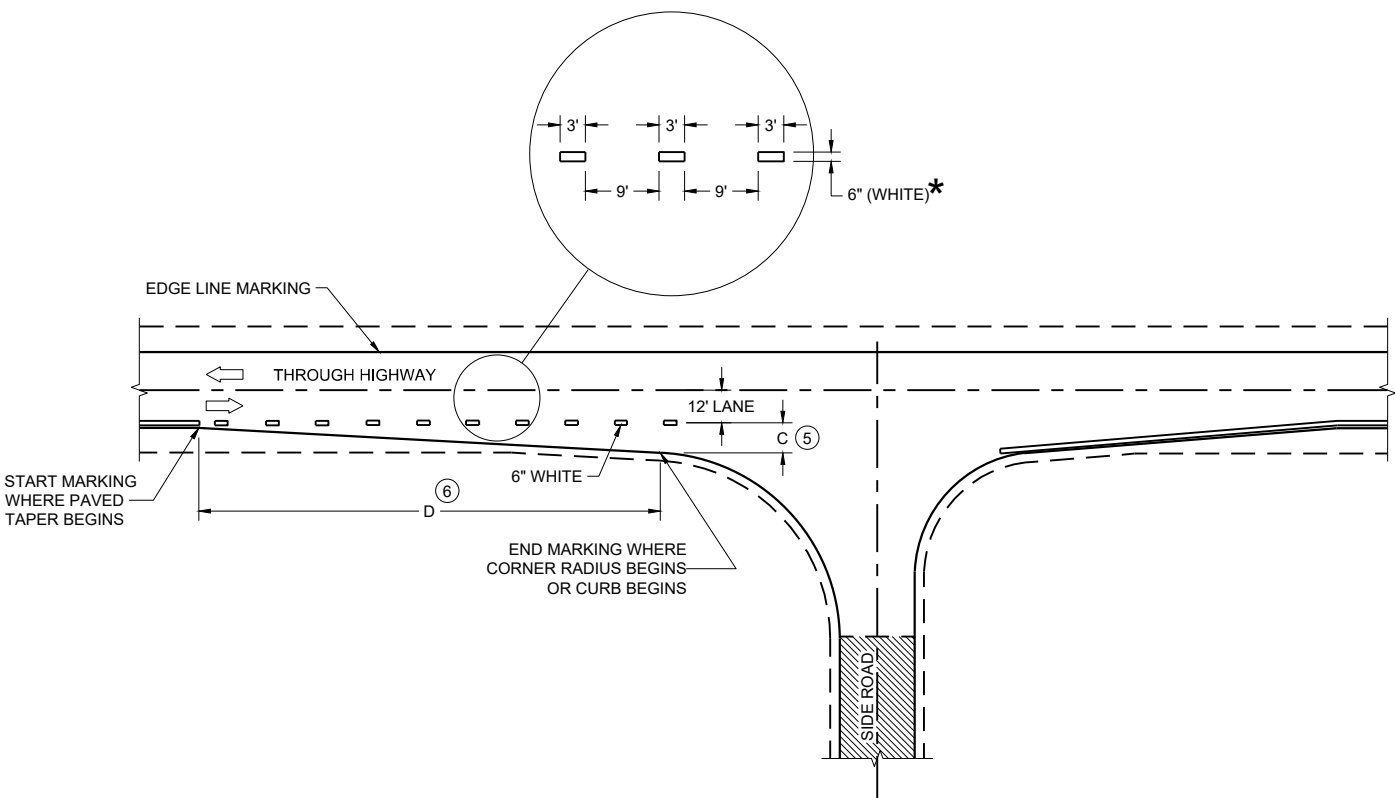 3'
3'
3'
9'
9'
6" (WHITE)*
EDGE LINE MARKING
THROUGH HIGHWAY
12' LANE
C 5
START MARKING
WHERE PAVED
TAPER BEGINS
6" WHITE
6
D
END MARKING WHERE
CORNER RADIUS BEGINS
OR CURB BEGINS
SIDE ROAD